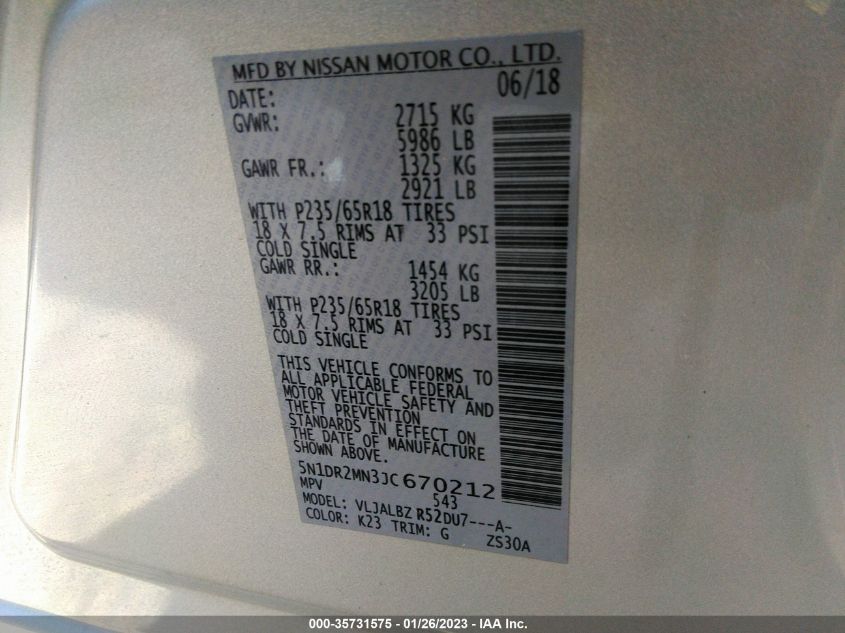 MFD BY NISSAN MOTOR CO., LTD.
DATE: 06/18
GVWR: 2715 KG
5986 LB
GAWR FR.: 1325 KG
2921 LB
WITH P235/65R18 TIRES
18 X 7.5 RIMS AT 33 PSI
COLD SINGLE
GAWR RR.: 1454 KG
3205 LB
WITH P235/65R18 TIRES
18 X 7.5 RIMS AT 33 PSI
COLD SINGLE
THIS VEHICLE CONFORMS TO
ALL APPLICABLE FEDERAL
MOTOR VEHICLE SAFETY AND
THEFT PREVENTION
STANDARDS IN EFFECT ON
THE DATE OF MANUFACTURE
SHOWN ABOVE.
5N1DR2MN3JC670212
MPV 543
MODEL: VLJALBZ R52DU7---A-
COLOR: K23 TRIM: G ZS30A
000-35731575 - 01/26/2023 - IAA Inc.